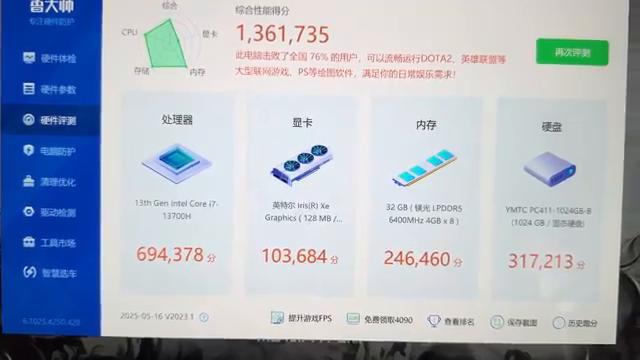 鲁大师
专注硬件防护
硬件体检
硬件参数
硬件评测
电脑防护
清理优化
驱动检测
工具市场
智慧选车
6.1025.4250.428
综合
CPU
显卡
存储
内存
综合性能得分
1,361,735
此电脑击败了全国 76% 的用户，可以流畅运行DOTA2、英雄联盟等
大型联网游戏、PS等绘图软件，满足你的日常娱乐需求！
再次评测
处理器
13th Gen Intel Core i7-
13700H
694,378 分
显卡
英特尔 Iris(R) Xe
Graphics ( 128 MB /...
103,684 分
内存
32 GB ( 镁光 LPDDR5
6400MHz 4GB x 8 )
246,460 分
硬盘
YMTC PC411-1024GB-B
(1024 GB / 固态硬盘)
317,213 分
2025-05-16 V2023.1
提升游戏FPS
免费领取4090
查看排名
保存截图
历史跑分